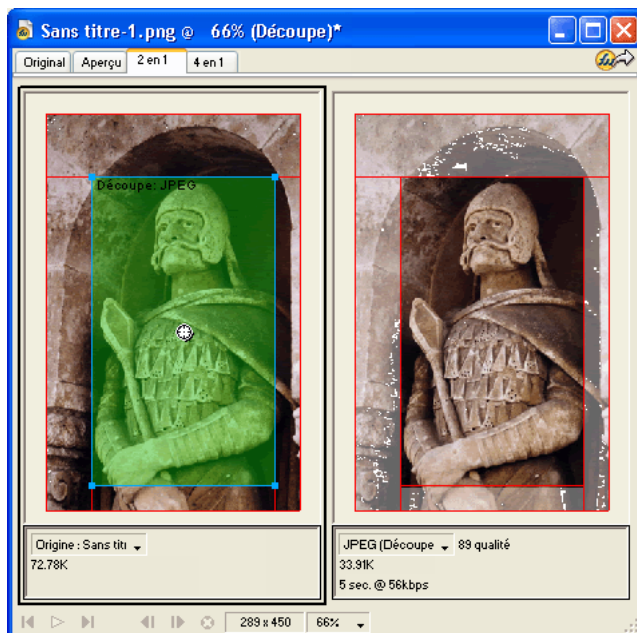 Sans titre-1.png @ 66% (Découpe)*
Original Aperçu 2 en 1 4 en 1
Découpe: JPEG
Origine : Sans titı
72.78K
JPEG (Découpe 89 qualité
33.91K
5 sec. @ 56kbps
289 x 450 66%